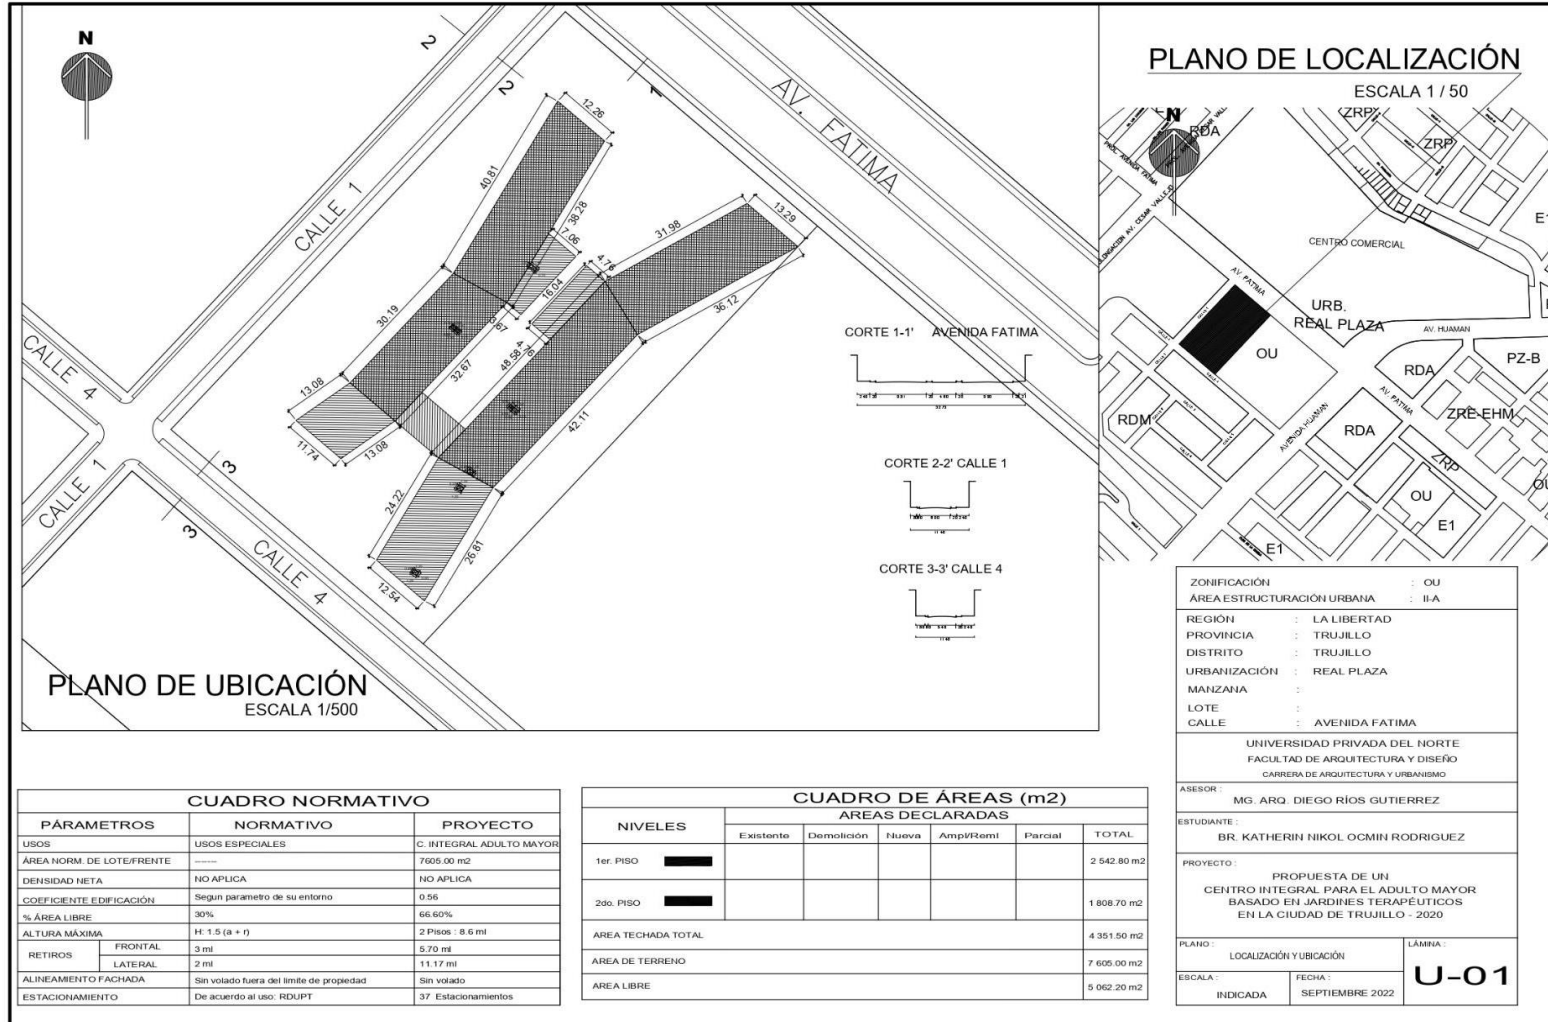 N
2
2
1
CALLE 1
AV. FATIMA
12.26
40.81
38.28
7.06
4.76
31.98
13.29
36.12
30.19
16.04
3.67
4.76
48.58
32.67
13.08
11.74
13.08
42.11
24.22
26.81
12.54
CALLE 4
CALLE 1
3
3
CALLE 4
CORTE 1-1' AVENIDA FATIMA
CORTE 2-2' CALLE 1
CORTE 3-3' CALLE 4
PLANO DE UBICACIÓN
ESCALA 1/500
PLANO DE LOCALIZACIÓN
ESCALA 1 / 50
N
RDA
ZRP
ZRP
E1
PROL. AVENIDA FATIMA
CENTRO COMERCIAL
AV. FATIMA
URB.
REAL PLAZA
AV. HUAMAN
OU
RDA
PZ-B
AV. FATIMA
RDM
AVENIDA HUAMAN
RDA
ZRE-EHM
ZRP
OU
OU
E1
E1
ZONIFICACIÓN : OU
ÁREA ESTRUCTURACIÓN URBANA : II-A
REGIÓN : LA LIBERTAD
PROVINCIA : TRUJILLO
DISTRITO : TRUJILLO
URBANIZACIÓN : REAL PLAZA
MANZANA :
LOTE :
CALLE : AVENIDA FATIMA
UNIVERSIDAD PRIVADA DEL NORTE
FACULTAD DE ARQUITECTURA Y DISEÑO
CARRERA DE ARQUITECTURA Y URBANISMO
ASESOR :
MG. ARQ. DIEGO RÍOS GUTIERREZ
ESTUDIANTE :
BR. KATHERIN NIKOL OCMIN RODRIGUEZ
PROYECTO :
PROPUESTA DE UN
CENTRO INTEGRAL PARA EL ADULTO MAYOR
BASADO EN JARDINES TERAPÉUTICOS
EN LA CIUDAD DE TRUJILLO - 2020
PLANO :
LOCALIZACIÓN Y UBICACIÓN
LÁMINA :
U-01
ESCALA :
INDICADA
FECHA :
SEPTIEMBRE 2022
CUADRO NORMATIVO
PÁRAMETROS NORMATIVO PROYECTO
USOS USOS ESPECIALES C. INTEGRAL ADULTO MAYOR
ÁREA NORM. DE LOTE/FRENTE ------- 7605.00 m2
DENSIDAD NETA NO APLICA NO APLICA
COEFICIENTE EDIFICACIÓN Segun parametro de su entorno 0.56
% ÁREA LIBRE 30% 66.60%
ALTURA MÁXIMA H: 1.5 (a + r) 2 Pisos : 8.6 ml
RETIROS FRONTAL 3 ml 5.70 ml
LATERAL 2 ml 11.17 ml
ALINEAMIENTO FACHADA Sin volado fuera del limite de propiedad Sin volado
ESTACIONAMIENTO De acuerdo al uso: RDUPT 37 Estacionamientos
CUADRO DE ÁREAS (m2)
NIVELES AREAS DECLARADAS
Existente Demolición Nueva Ampl/Reml Parcial TOTAL
1er. PISO 2 542.80 m2
2do. PISO 1 808.70 m2
AREA TECHADA TOTAL 4 351.50 m2
AREA DE TERRENO 7 605.00 m2
AREA LIBRE 5 062.20 m2